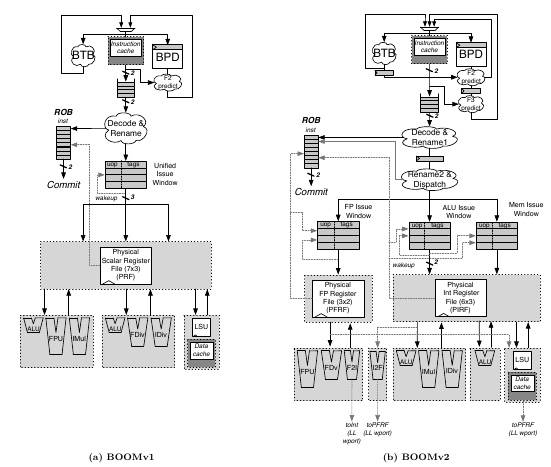 BTB
Instruction
cache
BPD
2
F2
predict
2
ROB
inst
Decode &
Rename
2
Commit
uop tags
Unified
Issue
Window
wakeup
3
Physical
Scalar Register
File (7x3)
(PRF)
ALU
FPU
IMul
ALU
FDiv
IDiv
LSU
Data
cache
(a) BOOMv1
BTB
Instruction
cache
BPD
2
F2
predict
F3
predict
2
ROB
inst
Decode &
Rename1
2
Commit
Rename2 &
Dispatch
FP Issue
Window
ALU Issue
Window
Mem Issue
Window
uop tags
uop tags
uop tags
wakeup
2
Physical
FP Register
File (3x2)
(PFRF)
Physical
Int Register
File (6x3)
(PIRF)
FPU
FDv
F2I
I2F
ALU
IMul
IDiv
ALU
LSU
Data
cache
toInt
(LL
wport)
toPFRF
(LL wport)
toPFRF
(LL wport)
(b) BOOMv2